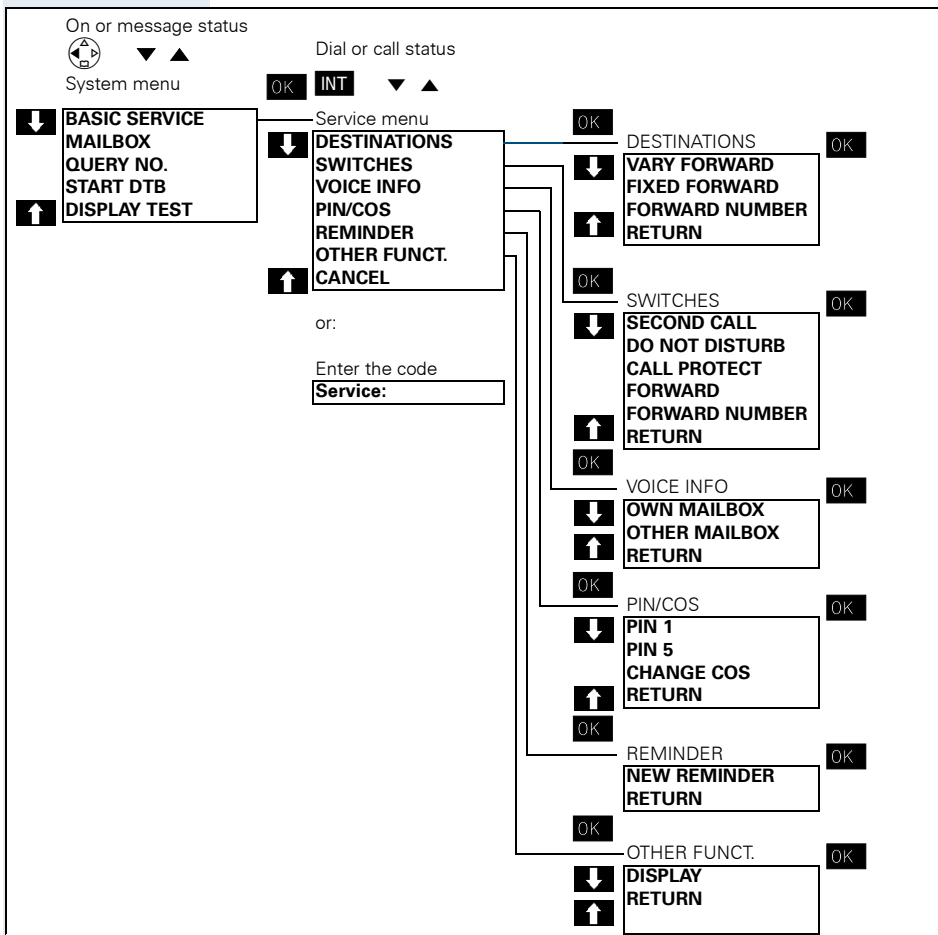 On or message status
System menu
OK
BASIC SERVICE
MAILBOX
QUERY NO.
START DTB
DISPLAY TEST
Dial or call status
INT
Service menu
DESTINATIONS
SWITCHES
VOICE INFO
PIN/COS
REMINDER
OTHER FUNCT.
CANCEL
or:
Enter the code
Service:
OK
DESTINATIONS
OK
VARY FORWARD
FIXED FORWARD
FORWARD NUMBER
RETURN
OK
SWITCHES
OK
SECOND CALL
DO NOT DISTURB
CALL PROTECT
FORWARD
FORWARD NUMBER
RETURN
OK
VOICE INFO
OK
OWN MAILBOX
OTHER MAILBOX
RETURN
OK
PIN/COS
OK
PIN 1
PIN 5
CHANGE COS
RETURN
OK
REMINDER
OK
NEW REMINDER
RETURN
OK
OTHER FUNCT.
OK
DISPLAY
RETURN